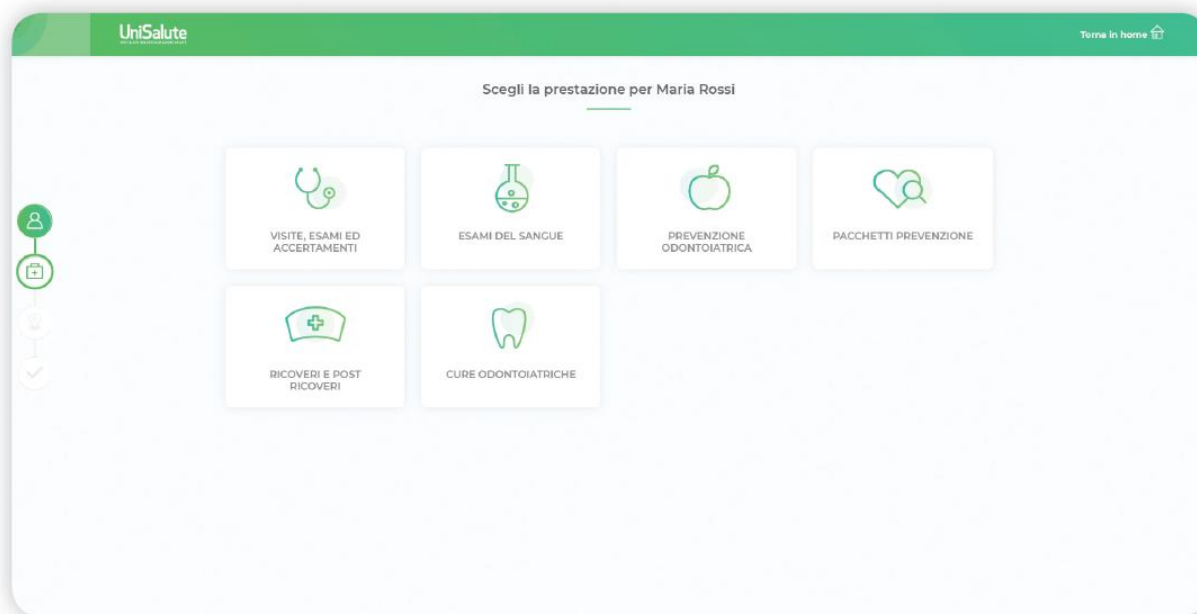 UniSalute
Torna in home
Scegli la prestazione per Maria Rossi
VISITE, ESAMI ED
ACCERTAMENTI
ESAMI DEL SANGUE
PREVENZIONE
ODONTOIATRICA
PACCHETTI PREVENZIONE
RICOVERI E POST
RICOVERI
CURE ODONTOIATRICHE